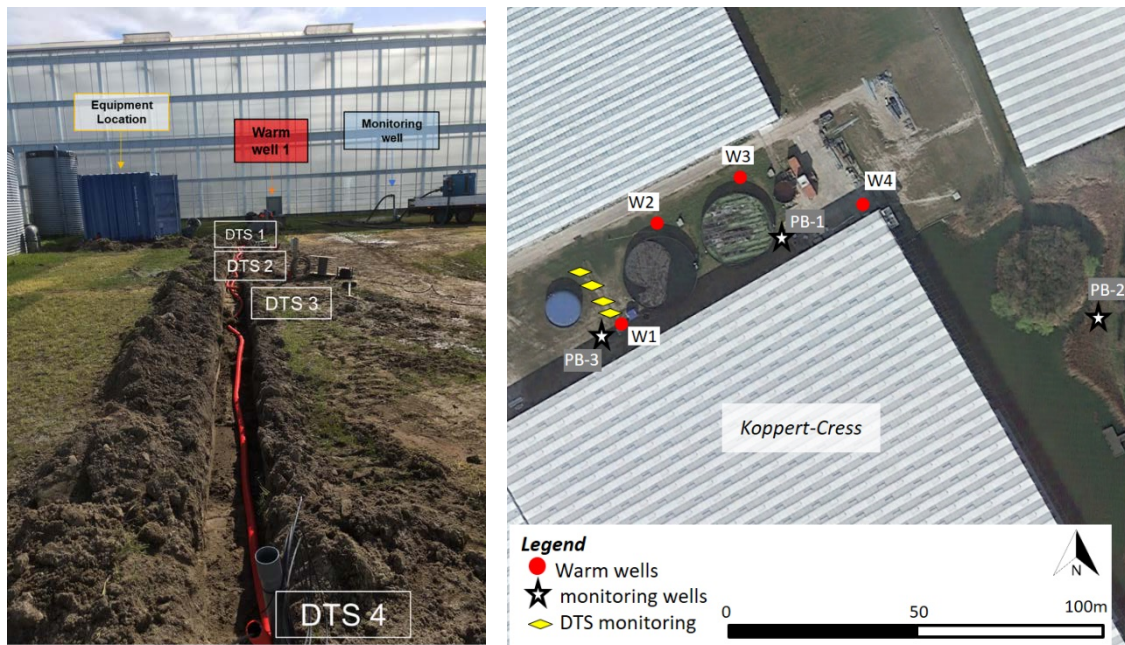 Equipment
Location
Warm
well 1
Monitoring
well
DTS 1
DTS 2
DTS 3
DTS 4
W3
W4
W2
PB-1
PB-2
W1
PB-3
Koppert-Cress
Legend
Warm wells
monitoring wells
DTS monitoring
N
0
50
100m